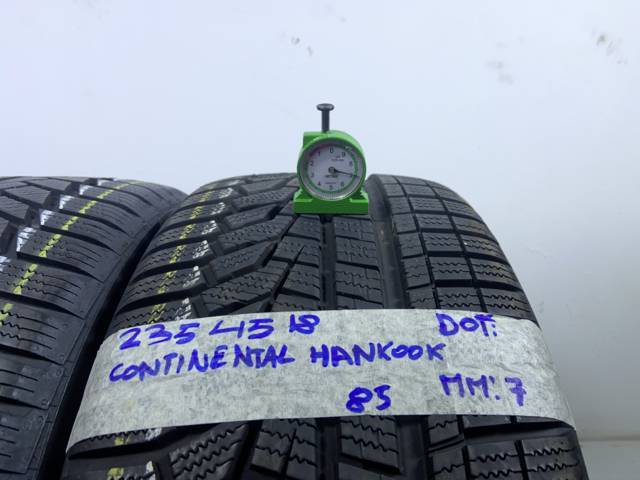 235 45 18 DOT:
CONTINENTAL HANKOOK
85 MM: 7